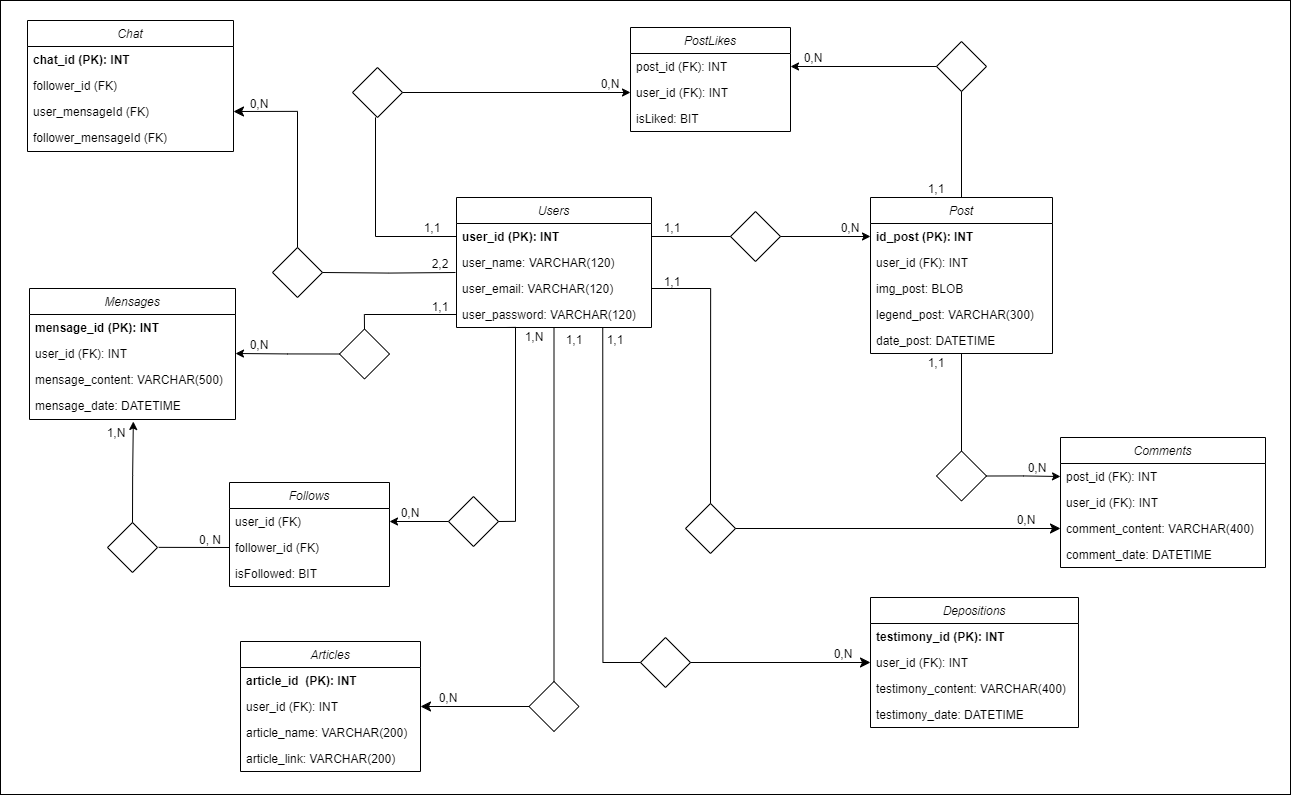 Chat
chat_id (PK): INT
follower_id (FK)
user_mensageId (FK)
follower_mensageId (FK)
0,N
PostLikes
post_id (FK): INT
user_id (FK): INT
isLiked: BIT
0,N
0,N
1,1
Users
user_id (PK): INT
user_name: VARCHAR(120)
user_email: VARCHAR(120)
user_password: VARCHAR(120)
1,1
2,2
1,1
1,N
1,1
1,1
1,1
1,1
0,N
Post
id_post (PK): INT
user_id (FK): INT
img_post: BLOB
legend_post: VARCHAR(300)
date_post: DATETIME
1,1
Mensages
mensage_id (PK): INT
user_id (FK): INT
mensage_content: VARCHAR(500)
mensage_date: DATETIME
0,N
1,N
Follows
user_id (FK)
follower_id (FK)
isFollowed: BIT
0,N
0, N
Comments
post_id (FK): INT
user_id (FK): INT
comment_content: VARCHAR(400)
comment_date: DATETIME
0,N
0,N
Articles
article_id  (PK): INT
user_id (FK): INT
article_name: VARCHAR(200)
article_link: VARCHAR(200)
0,N
Depositions
testimony_id (PK): INT
user_id (FK): INT
testimony_content: VARCHAR(400)
testimony_date: DATETIME
0,N